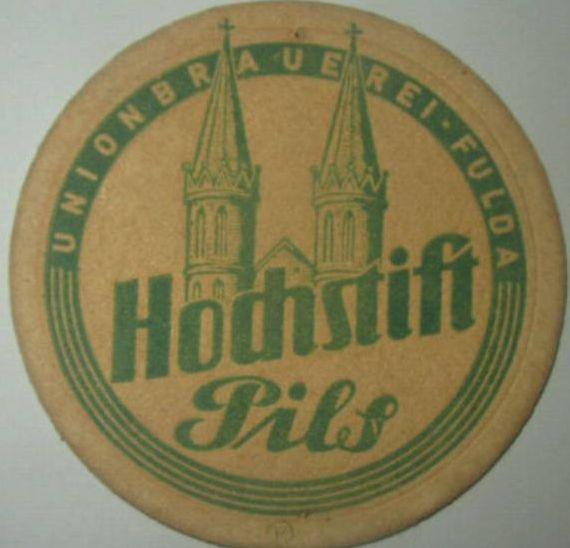 UNIONBRAUEREI · FULDA
Hochstift
Pils